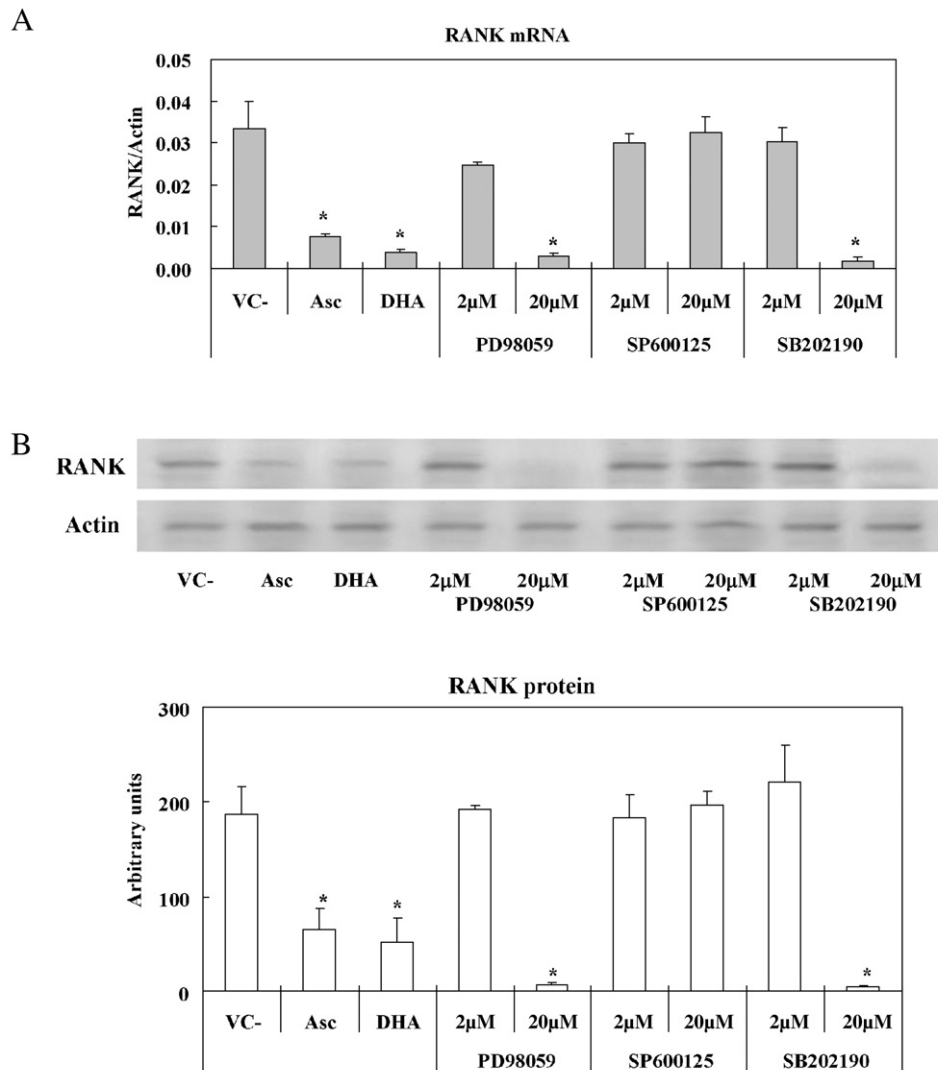 A
RANK mRNA
RANK/Actin
0.05
0.04
0.03
0.02
0.01
0.00
* * * *
VC- Asc DHA 2μM 20μM 2μM 20μM 2μM 20μM
PD98059 SP600125 SB202190
B
RANK
Actin
VC- Asc DHA 2μM 20μM 2μM 20μM 2μM 20μM
PD98059 SP600125 SB202190
RANK protein
Arbitrary units
300
200
100
0
* * * *
VC- Asc DHA 2μM 20μM 2μM 20μM 2μM 20μM
PD98059 SP600125 SB202190